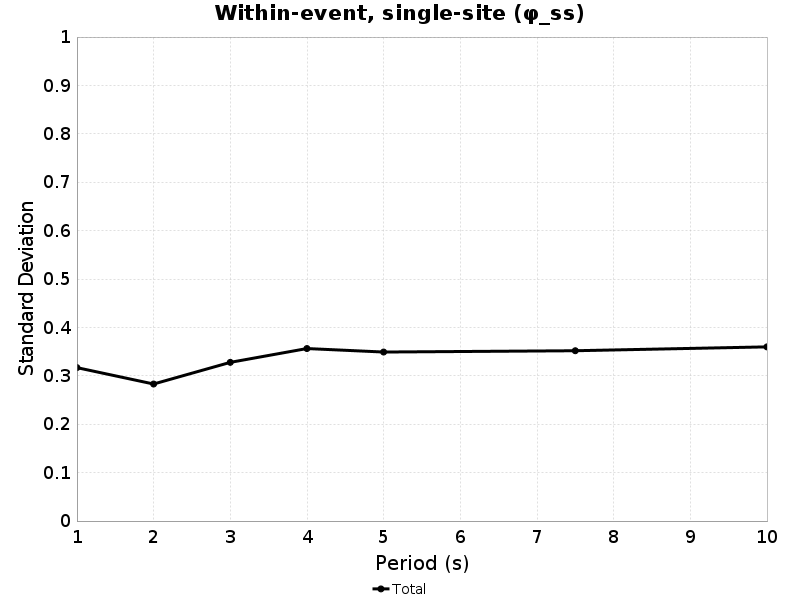 Within-event, single-site (φ_ss)
1
0.9
0.8
0.7
0.6
0.5
0.4
0.3
0.2
0.1
0
Standard Deviation
1 2 3 4 5 6 7 8 9 10
Period (s)
Total